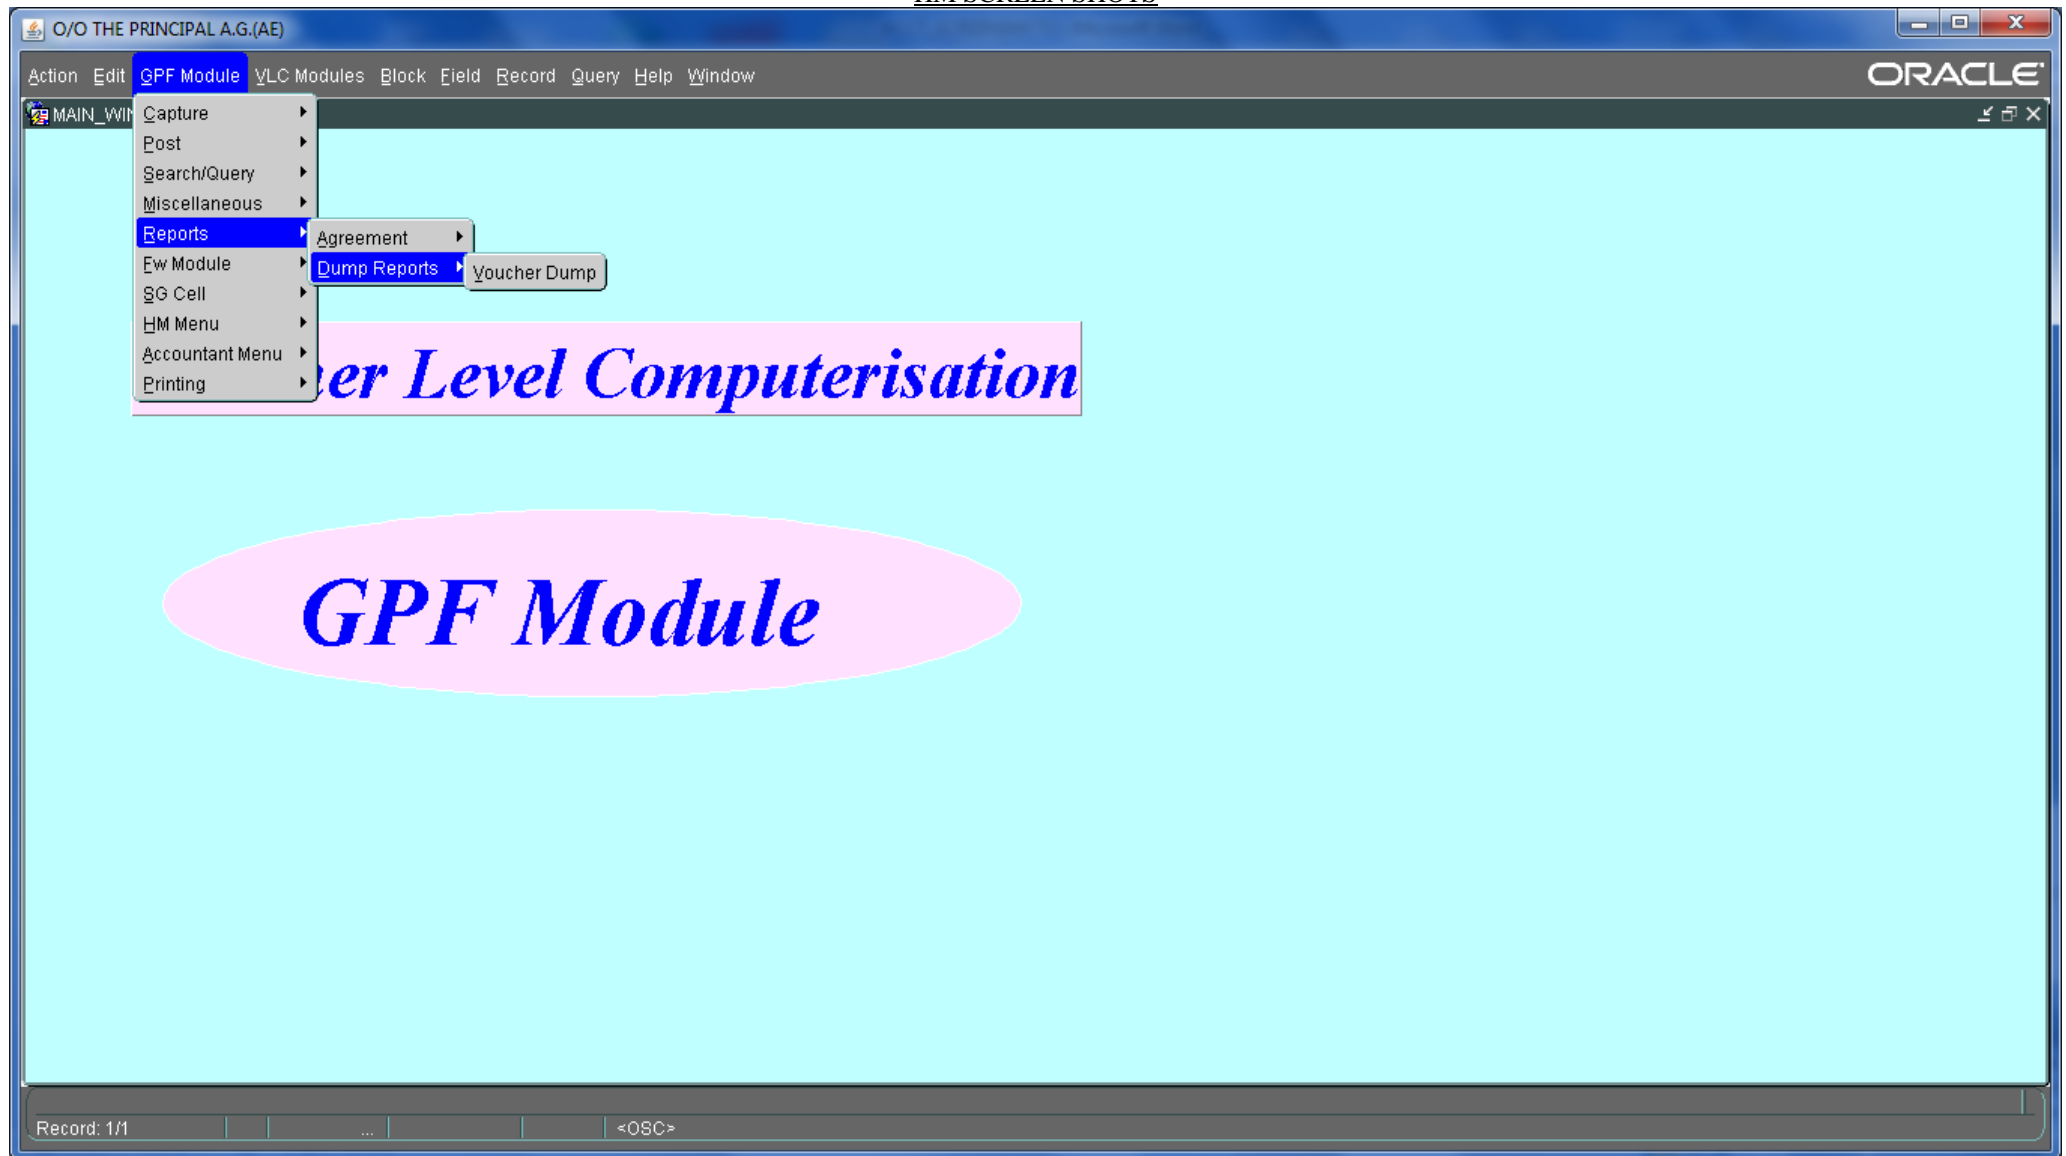 O/O THE PRINCIPAL A.G.(AE)
Action Edit GPF Module VLC Modules Block Field Record Query Help Window
ORACLE
MAIN_WIN
Capture
Post
Search/Query
Miscellaneous
Reports
Fw Module
SG Cell
HM Menu
Accountant Menu
Printing
Agreement
Dump Reports
Voucher Dump
er Level Computerisation
GPF Module
Record: 1/1 ... <OSC>